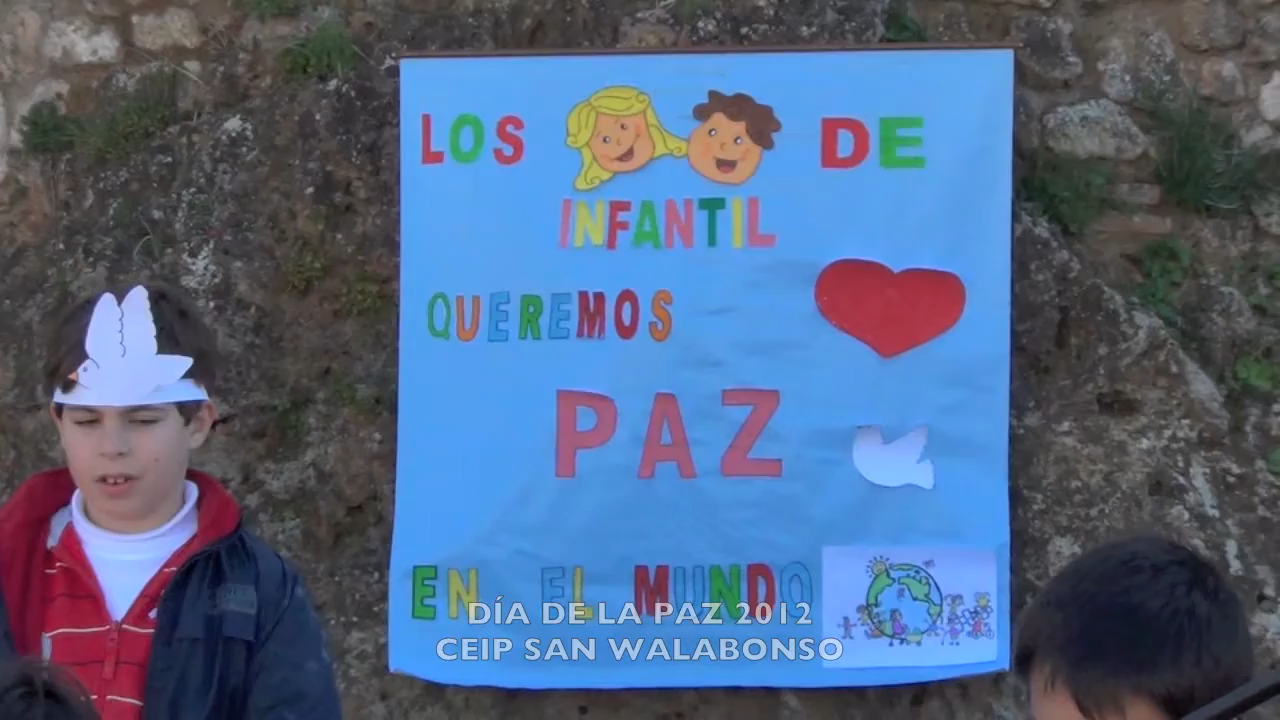 LOS DE
INFANTIL
QUEREMOS
PAZ
EN EL MUNDO
DÍA DE LA PAZ 2012
CEIP SAN WALABONSO